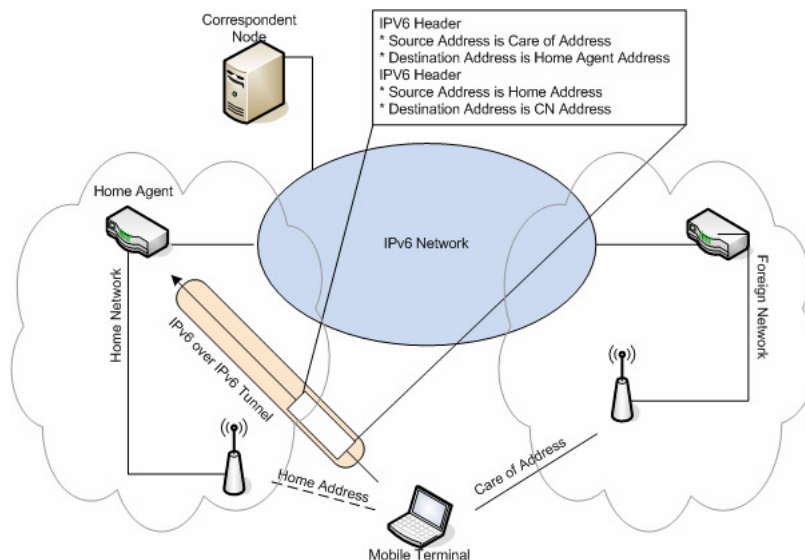 Correspondent
Node
IPV6 Header
* Source Address is Care of Address
* Destination Address is Home Agent Address
IPV6 Header
* Source Address is Home Address
* Destination Address is CN Address
Home Agent
IPv6 Network
Home Network
Foreign Network
IPv6 over IPv6 Tunnel
Home Address
Care of Address
Mobile Terminal